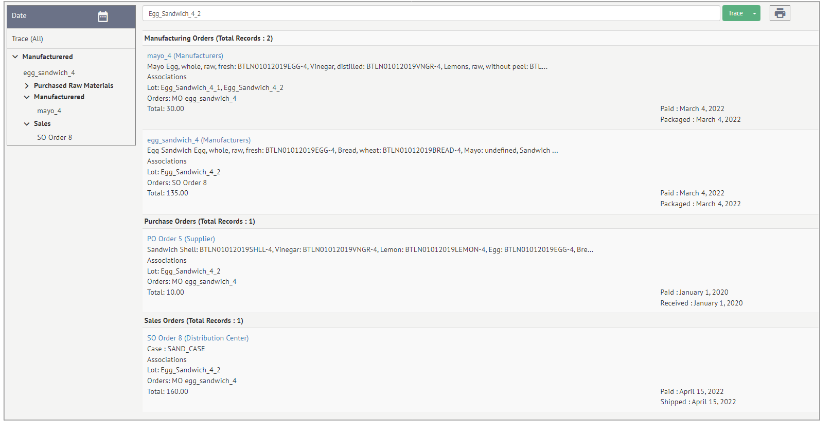 Date
Trace (All)
Manufacturered
egg_sandwich_4
Purchased Raw Materials
Manufacturered
mayo_4
Sales
SO Order 8
Egg_Sandwich_4_2
Trace
Manufacturing Orders (Total Records : 2)
mayo_4 (Manufacturers)
Mayo Egg, whole, raw, fresh: BTLN01012019EGG-4, Vinegar, distilled: BTLN01012019VNGR-4, Lemons, raw, without peel: BTL...
Associations
Lot: Egg_Sandwich_4_1, Egg_Sandwich_4_2
Orders: MO egg_sandwich_4
Total: 30.00
Paid : March 4, 2022
Packaged : March 4, 2022
egg_sandwich_4 (Manufacturers)
Egg Sandwich Egg, whole, raw, fresh: BTLN01012019EGG-4, Bread, wheat: BTLN01012019BREAD-4, Mayo: undefined, Sandwich ...
Associations
Lot: Egg_Sandwich_4_2
Orders: SO Order 8
Total: 135.00
Paid : March 4, 2022
Packaged : March 4, 2022
Purchase Orders (Total Records : 1)
PO Order 5 (Supplier)
Sandwich Shell: BTLN01012019SHLL-4, Vinegar: BTLN01012019VNGR-4, Lemon: BTLN01012019LEMON-4, Egg: BTLN01012019EGG-4, Bre...
Associations
Lot: Egg_Sandwich_4_2
Orders: MO egg_sandwich_4
Total: 10.00
Paid : January 1, 2020
Received : January 1, 2020
Sales Orders (Total Records : 1)
SO Order 8 (Distribution Center)
Case : SAND_CASE
Associations
Lot: Egg_Sandwich_4_2
Orders: MO egg_sandwich_4
Total: 160.00
Paid : April 15, 2022
Shipped : April 15, 2022